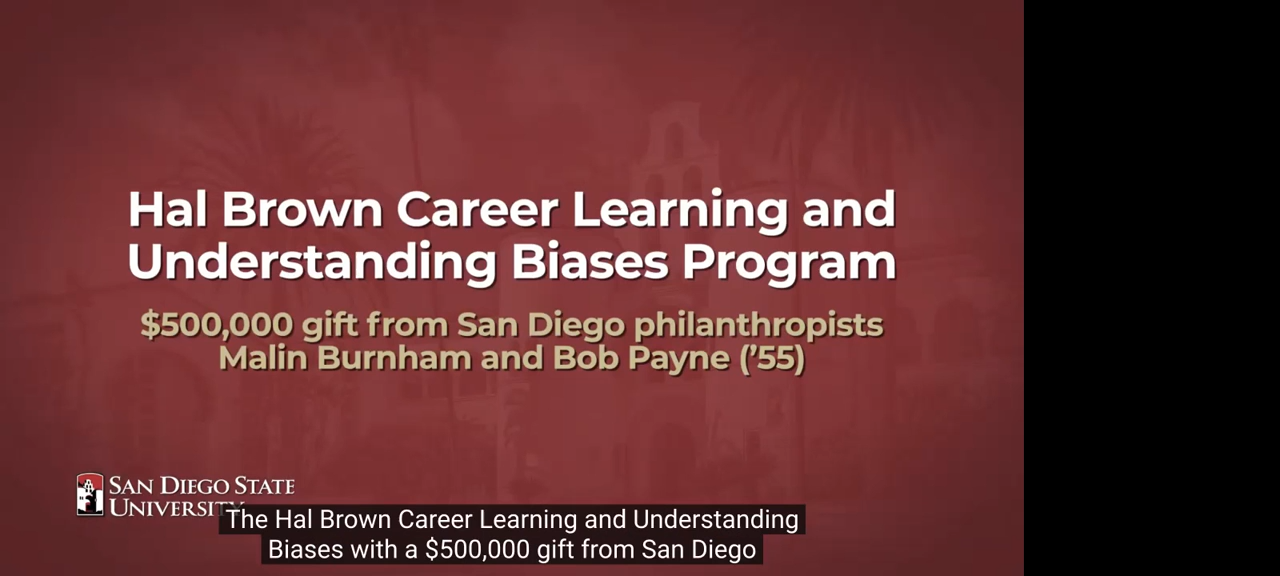 Hal Brown Career Learning and
Understanding Biases Program
$500,000 gift from San Diego philanthropists
Malin Burnham and Bob Payne (’55)
SAN DIEGO STATE
UNIVERSITY
The Hal Brown Career Learning and Understanding
Biases with a $500,000 gift from San Diego